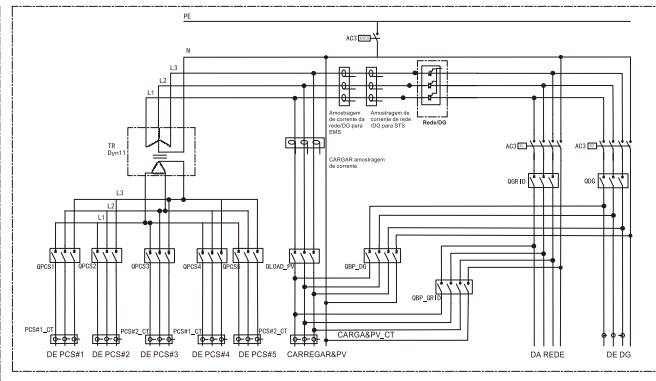 PE
AC3
N
L3
L2
L1
Amostragem
de corrente da
rede/DG para
EMS
Amostragem de
corrente de rede
/DG para STS
Rede/DG
TR
Dyn11
CARGAR amostragem
de corrente
AC3
AC3
QGRID
QDG
L3
L2
L1
QPCS1
QPCS2
QPCS3
QPCS4
QPCS5
QLOAD_PV
QBP_DG
QBP_GRID
PCS#1_CT
PCS#2_CT
PCS#1_CT
PCS#2_CT
CARGA&PV_CT
DE PCS#1
DE PCS#2
DE PCS#3
DE PCS#4
DE PCS#5
CARREGAR&PV
DA REDE
DE DG